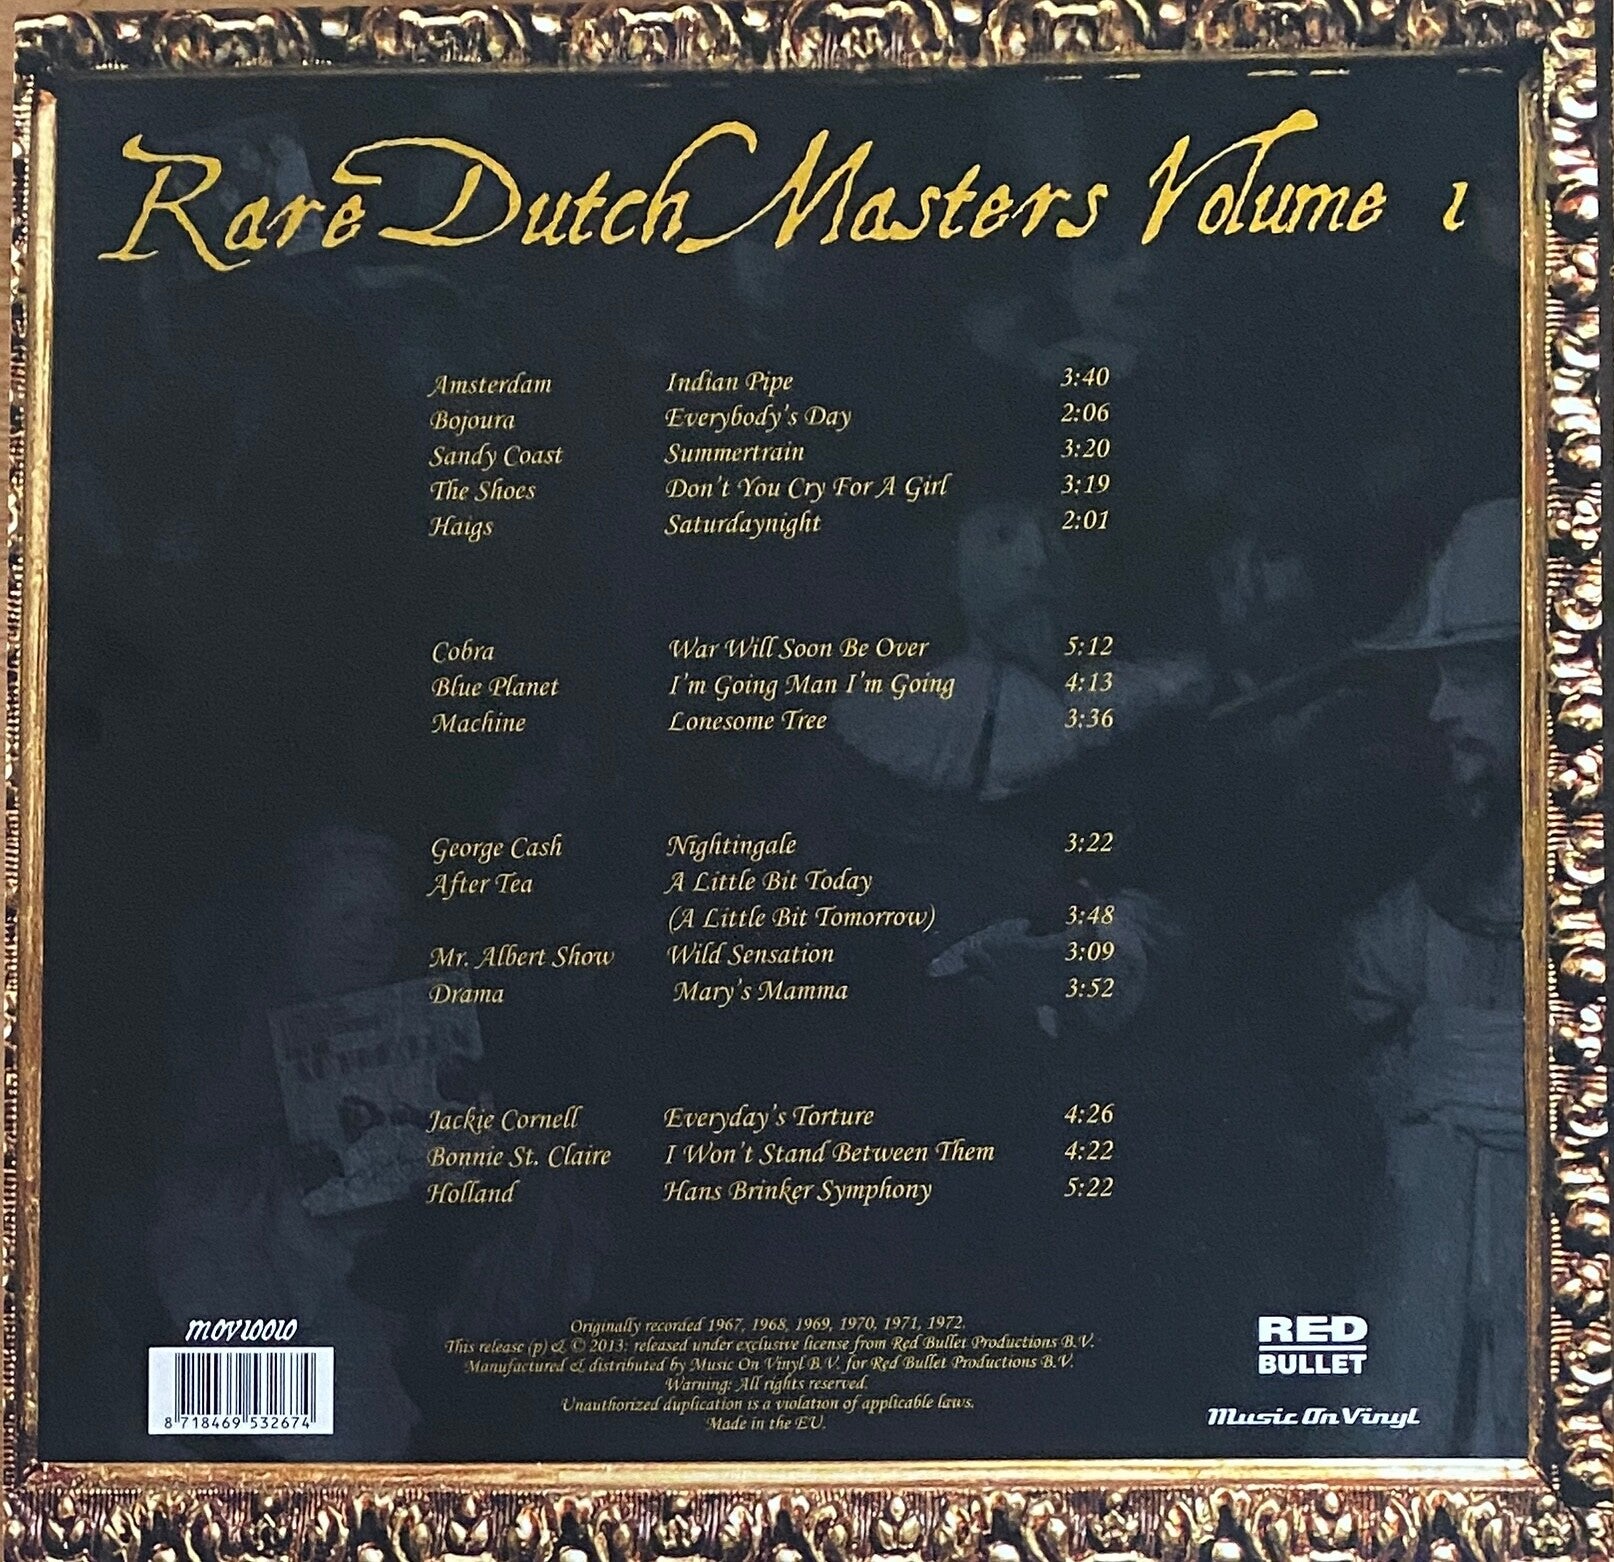 Rare Dutch Masters Volume 1
Amsterdam Indian Pipe 3:40
Bojoura Everybody's Day 2:06
Sandy Coast Summertrain 3:20
The Shoes Don't You Cry For A Girl 3:19
Haigs Saturdaynight 2:01
Cobra War Will Soon Be Over 5:12
Blue Planet I'm Going Man I'm Going 4:13
Machine Lonesome Tree 3:36
George Cash Nightingale 3:22
After Tea A Little Bit Today
(A Little Bit Tomorrow) 3:48
Mr. Albert Show Wild Sensation 3:09
Drama Mary's Mamma 3:52
Jackie Cornell Everyday's Torture 4:26
Bonnie St. Claire I Won't Stand Between Them 4:22
Holland Hans Brinker Symphony 5:22
MOV10010
8 718469 532674
Originally recorded 1967, 1968, 1969, 1970, 1971, 1972.
This release (p) & © 2013: released under exclusive license from Red Bullet Productions B.V.
Manufactured & distributed by Music On Vinyl B.V. for Red Bullet Productions B.V.
Warning: All rights reserved.
Unauthorized duplication is a violation of applicable laws.
Made in the EU.
RED
BULLET
Music On Vinyl